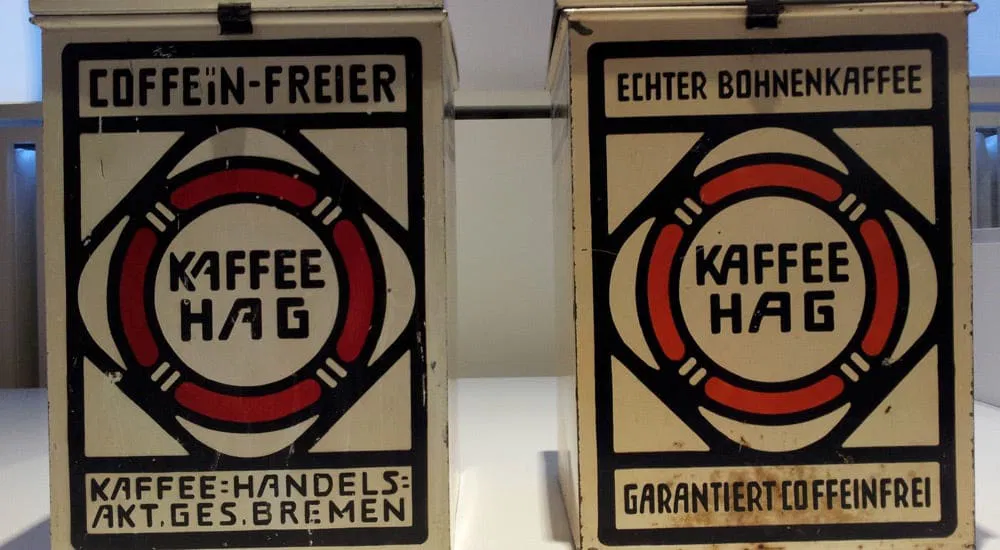 COFFEïN-FREIER
KAFFEE
HAG
KAFFEE=HANDELS=
AKT.GES.BREMEN
ECHTER BOHNENKAFFEE
KAFFEE
HAG
GARANTIERT COFFEINFREI